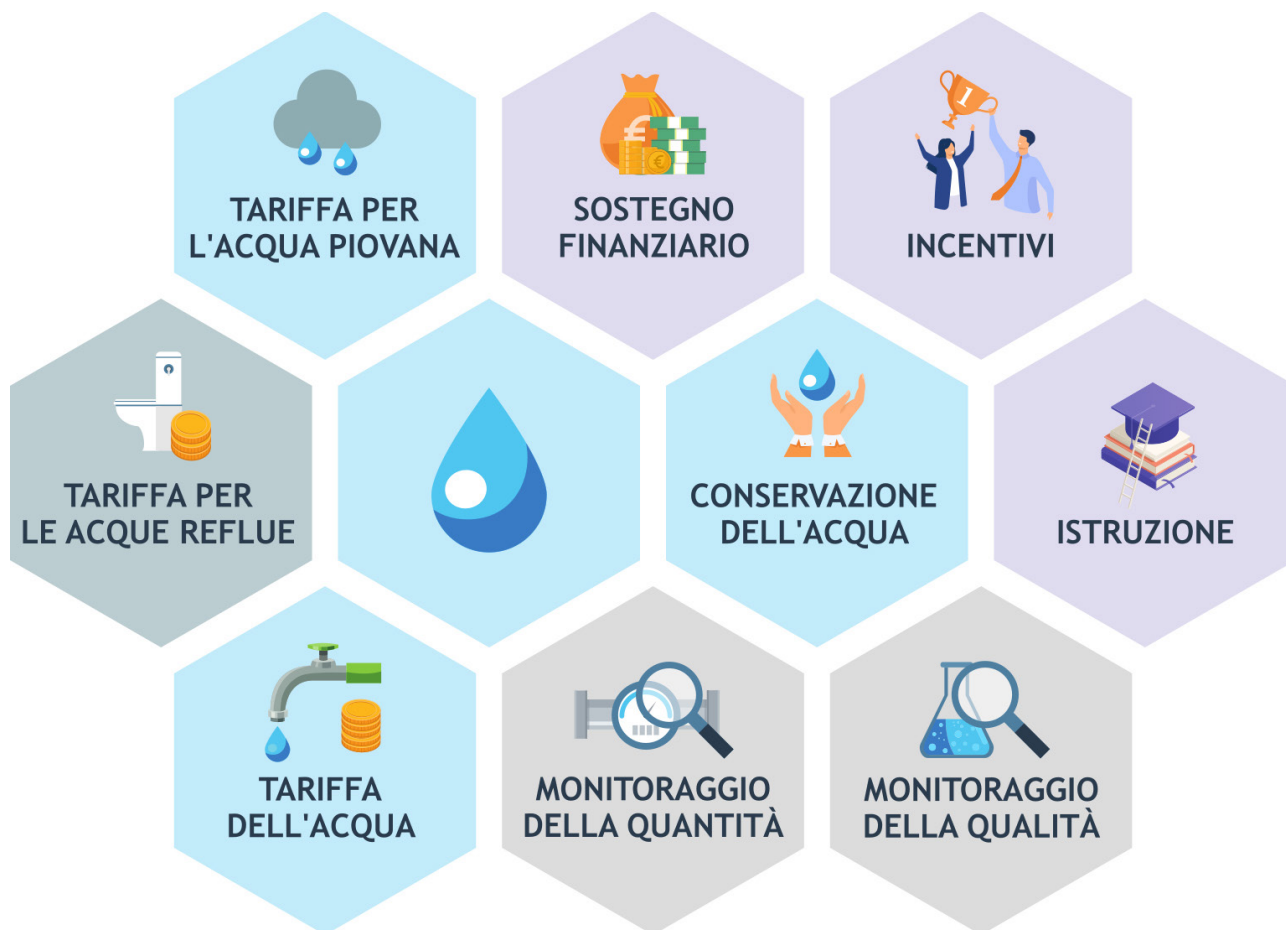 TARIFFA PER
L'ACQUA PIOVANA
SOSTEGNO
FINANZIARIO
1
INCENTIVI
TARIFFA PER
LE ACQUE REFLUE
CONSERVAZIONE
DELL'ACQUA
ISTRUZIONE
TARIFFA
DELL'ACQUA
MONITORAGGIO
DELLA QUANTITÀ
MONITORAGGIO
DELLA QUALITÀ